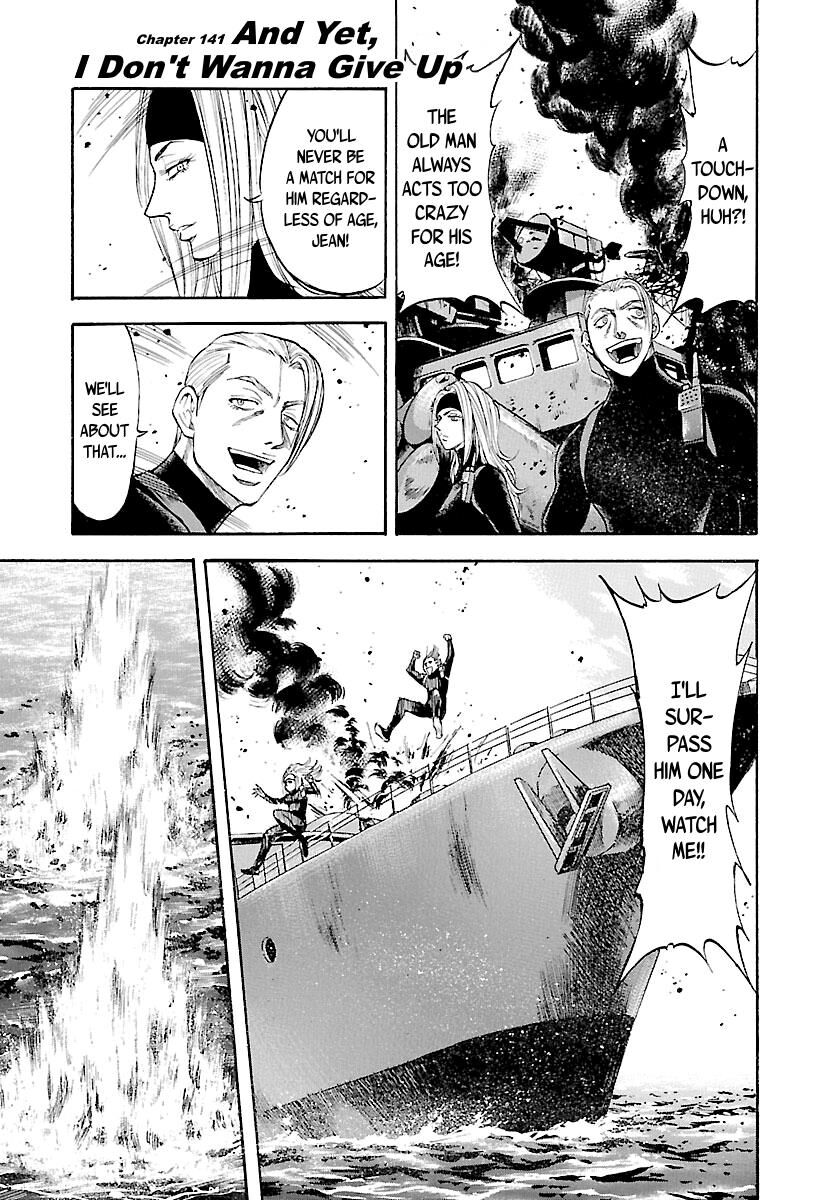 Chapter 141 And Yet,
I Don't Wanna Give Up
A
TOUCH-
DOWN,
HUH?!
THE
OLD MAN
ALWAYS
ACTS TOO
CRAZY
FOR HIS
AGE!
YOU'LL
NEVER BE
A MATCH FOR
HIM REGARD-
LESS OF AGE,
JEAN!
WE'LL
SEE
ABOUT
THAT...
I'LL
SUR-
PASS
HIM ONE
DAY,
WATCH
ME!!